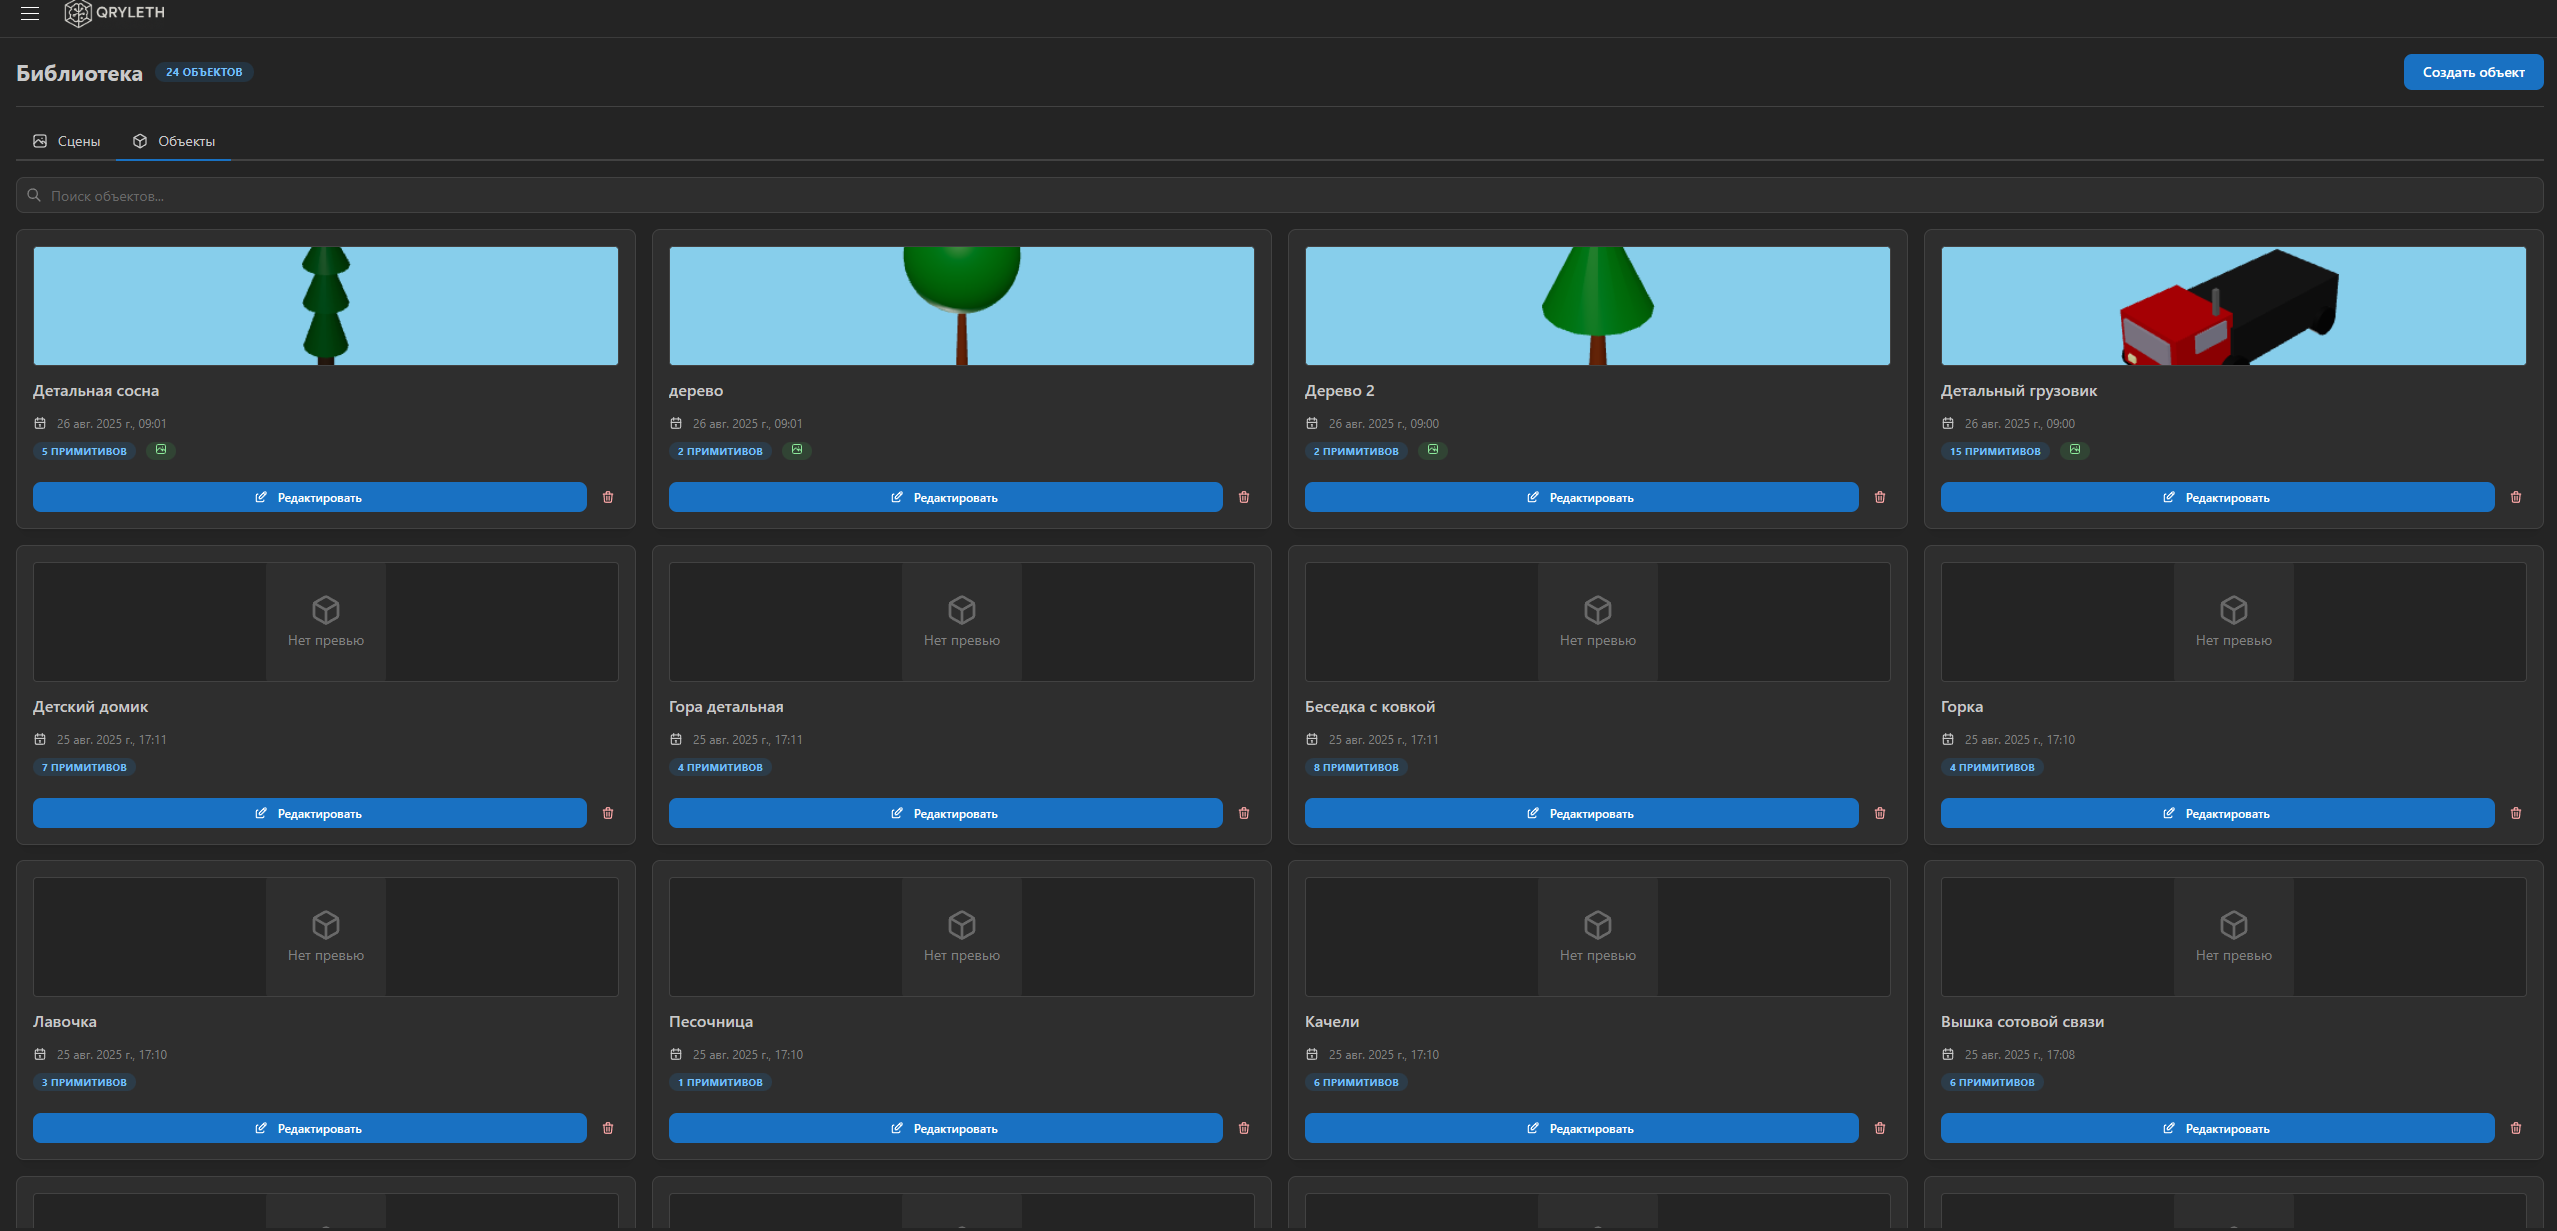 QRYLETH
Библиотека 24 ОБЪЕКТОВ Создать объект
Сцены Объекты
Поиск объектов...
Детальная сосна
26 авг. 2025 г., 09:01
5 ПРИМИТИВОВ
Редактировать
дерево
26 авг. 2025 г., 09:01
2 ПРИМИТИВОВ
Редактировать
Дерево 2
26 авг. 2025 г., 09:00
2 ПРИМИТИВОВ
Редактировать
Детальный грузовик
26 авг. 2025 г., 09:00
15 ПРИМИТИВОВ
Редактировать
Нет превью
Детский домик
25 авг. 2025 г., 17:11
7 ПРИМИТИВОВ
Редактировать
Нет превью
Гора детальная
25 авг. 2025 г., 17:11
4 ПРИМИТИВОВ
Редактировать
Нет превью
Беседка с ковкой
25 авг. 2025 г., 17:11
8 ПРИМИТИВОВ
Редактировать
Нет превью
Горка
25 авг. 2025 г., 17:10
4 ПРИМИТИВОВ
Редактировать
Нет превью
Лавочка
25 авг. 2025 г., 17:10
3 ПРИМИТИВОВ
Редактировать
Нет превью
Песочница
25 авг. 2025 г., 17:10
1 ПРИМИТИВОВ
Редактировать
Нет превью
Качели
25 авг. 2025 г., 17:10
6 ПРИМИТИВОВ
Редактировать
Нет превью
Вышка сотовой связи
25 авг. 2025 г., 17:08
6 ПРИМИТИВОВ
Редактировать